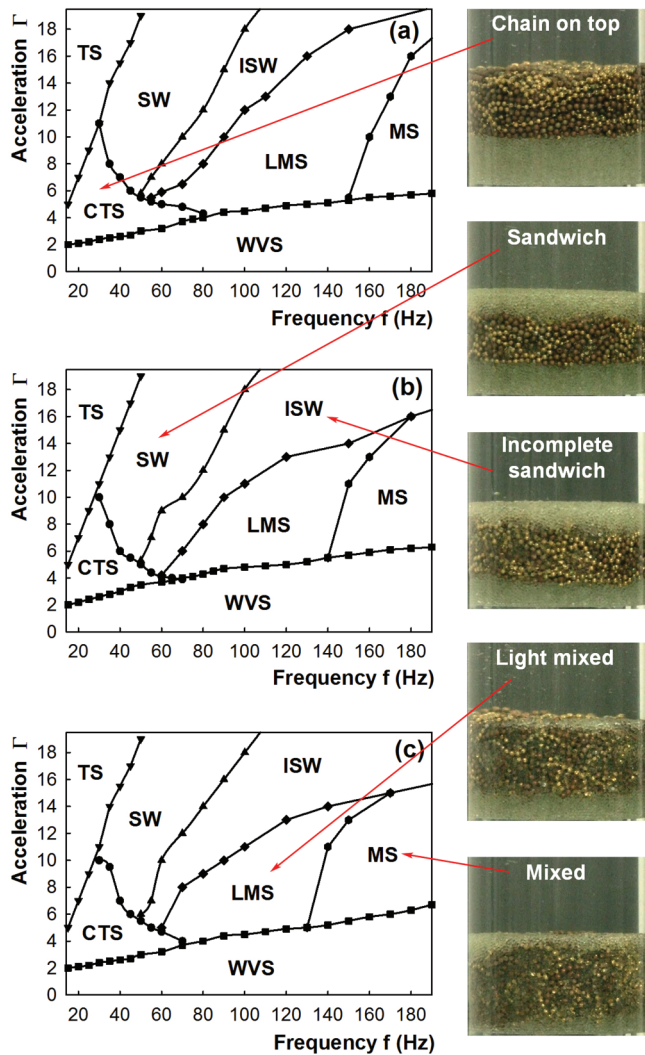 (a)
Acceleration Γ
18
16
14
12
10
8
6
4
2
0
TS
SW
ISW
LMS
MS
CTS
WVS
20 40 60 80 100 120 140 160 180
Frequency f (Hz)
Chain on top
(b)
Acceleration Γ
18
16
14
12
10
8
6
4
2
0
TS
SW
ISW
LMS
MS
CTS
WVS
20 40 60 80 100 120 140 160 180
Frequency f (Hz)
Sandwich
Incomplete
sandwich
(c)
Acceleration Γ
18
16
14
12
10
8
6
4
2
0
TS
SW
ISW
LMS
MS
CTS
WVS
20 40 60 80 100 120 140 160 180
Frequency f (Hz)
Light mixed
Mixed